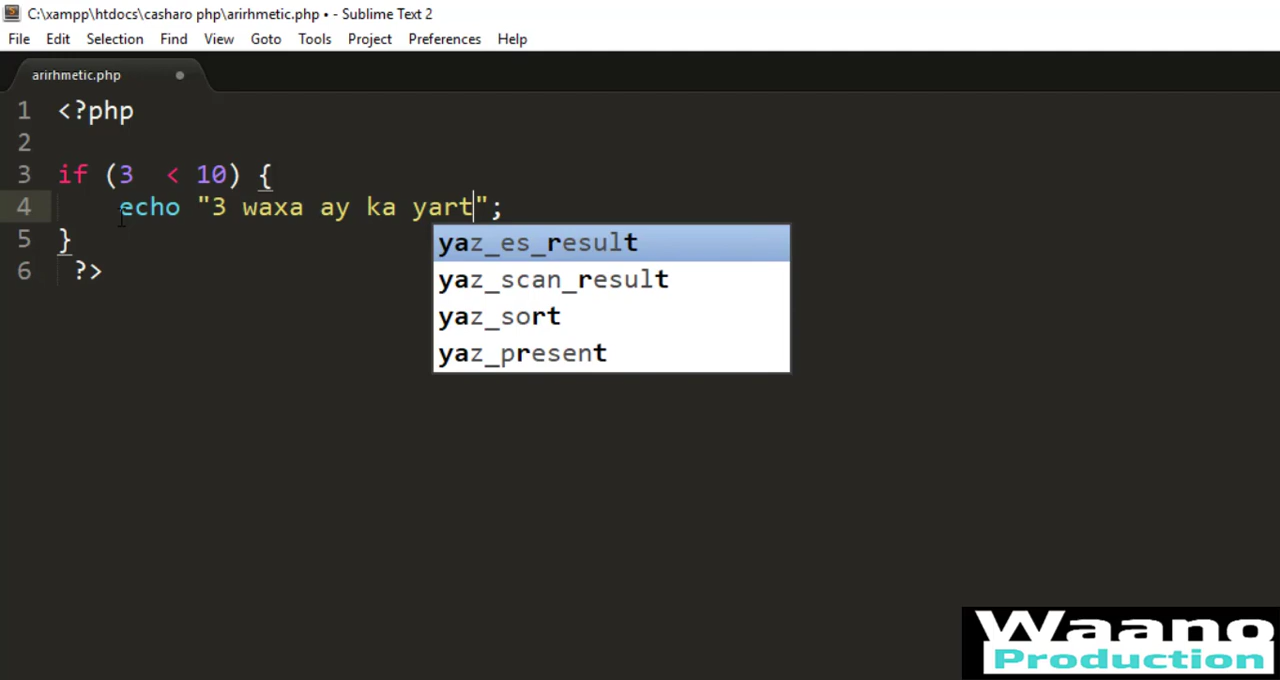 C:\xampp\htdocs\casharo php\arirhmetic.php • - Sublime Text 2
File Edit Selection Find View Goto Tools Project Preferences Help
arirhmetic.php
1 <?php
2
3 if (3  < 10) {
4     echo "3 waxa ay ka yart";
5 }
6  ?>
yaz_es_result
yaz_scan_result
yaz_sort
yaz_present
Waano
Production